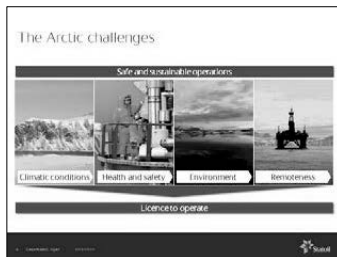 The Arctic challenges
Safe and sustainable operations
Climatic conditions
Health and safety
Environment
Remoteness
Licence to operate
Statoil